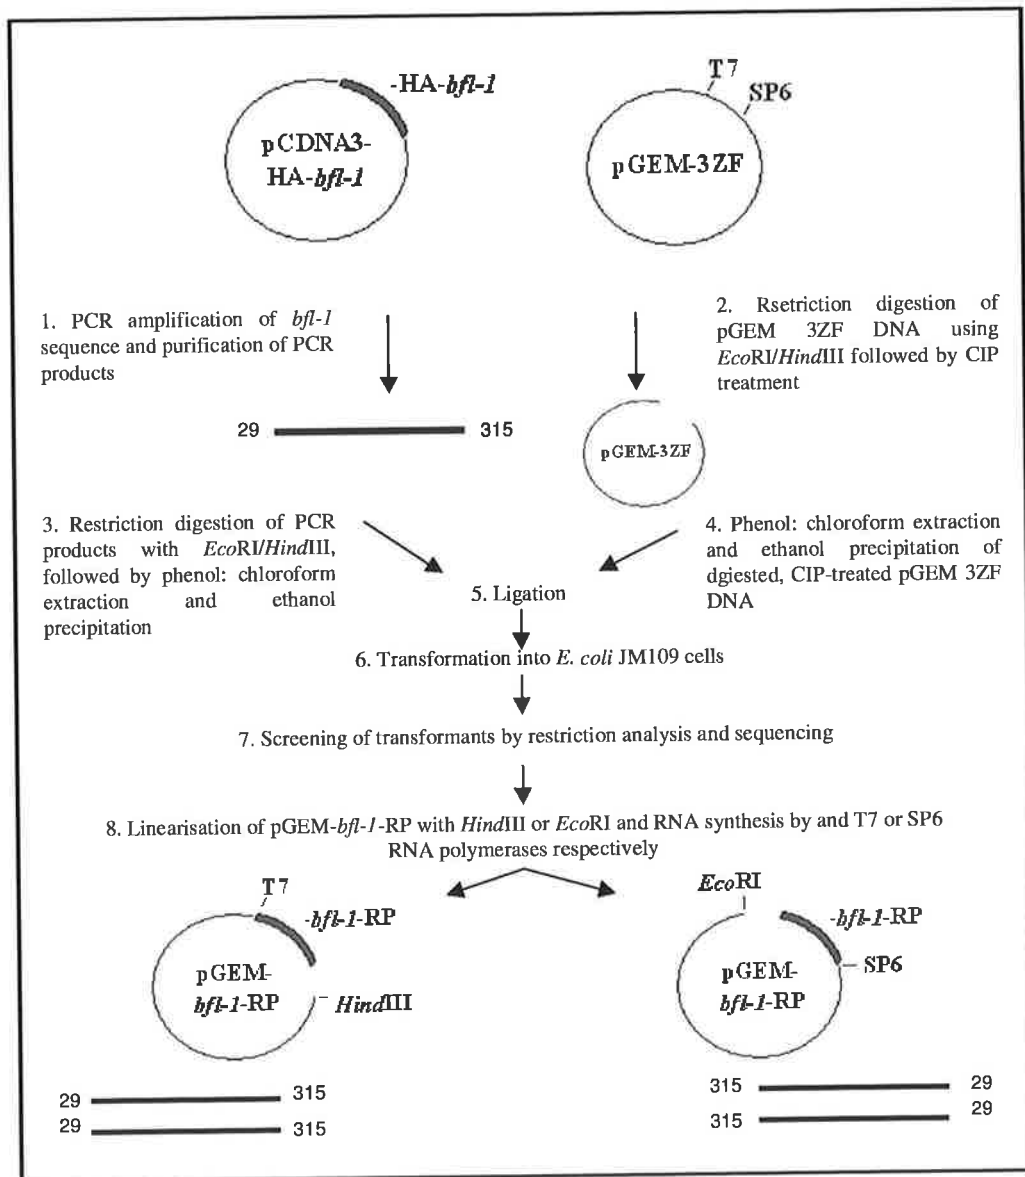 -HA-bfl-1
pCDNA3-
HA-bfl-1
T7
SP6
pGEM-3ZF
1. PCR amplification of bfl-1
sequence and purification of PCR
products
2. Rsetriction digestion of
pGEM 3ZF DNA using
EcoRI/HindIII followed by CIP
treatment
29
315
pGEM-3ZF
3. Restriction digestion of PCR
products with EcoRI/HindIII,
followed by phenol: chloroform
extraction and ethanol
precipitation
4. Phenol: chloroform extraction
and ethanol precipitation of
dgiested, CIP-treated pGEM 3ZF
DNA
5. Ligation
6. Transformation into E. coli JM109 cells
7. Screening of transformants by restriction analysis and sequencing
8. Linearisation of pGEM-bfl-1-RP with HindIII or EcoRI and RNA synthesis by and T7 or SP6
RNA polymerases respectively
T7
-bfl-1-RP
pGEM-
bfl-1-RP
HindIII
EcoRI
-bfl-1-RP
SP6
pGEM-
bfl-1-RP
29 315
29 315
315 29
315 29